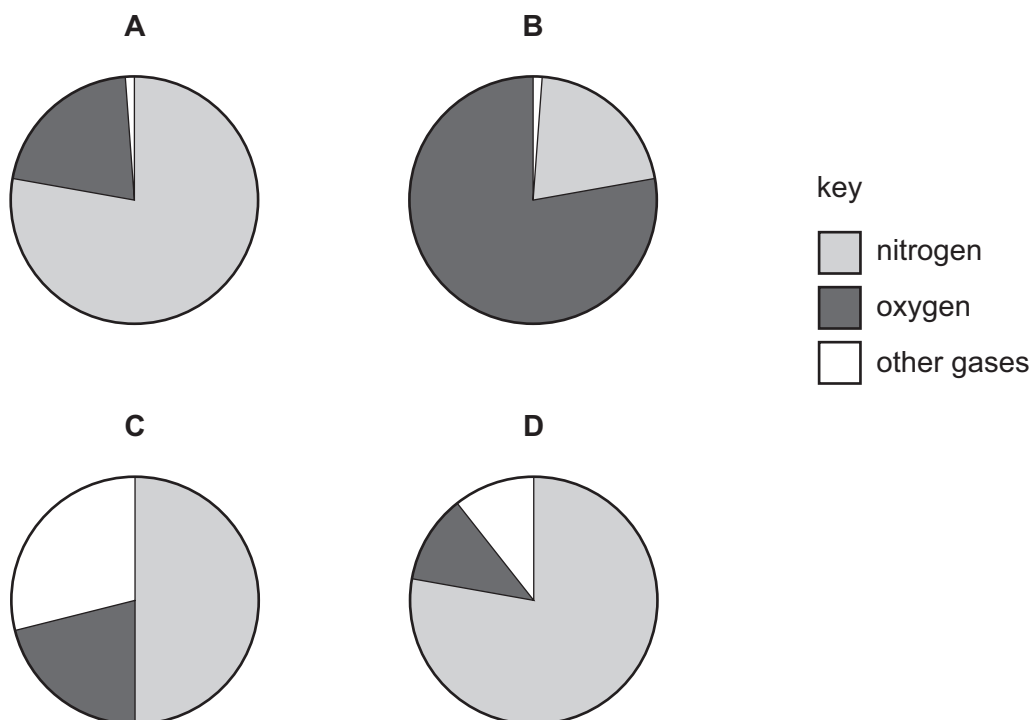 A
B
key
nitrogen
oxygen
other gases
C
D